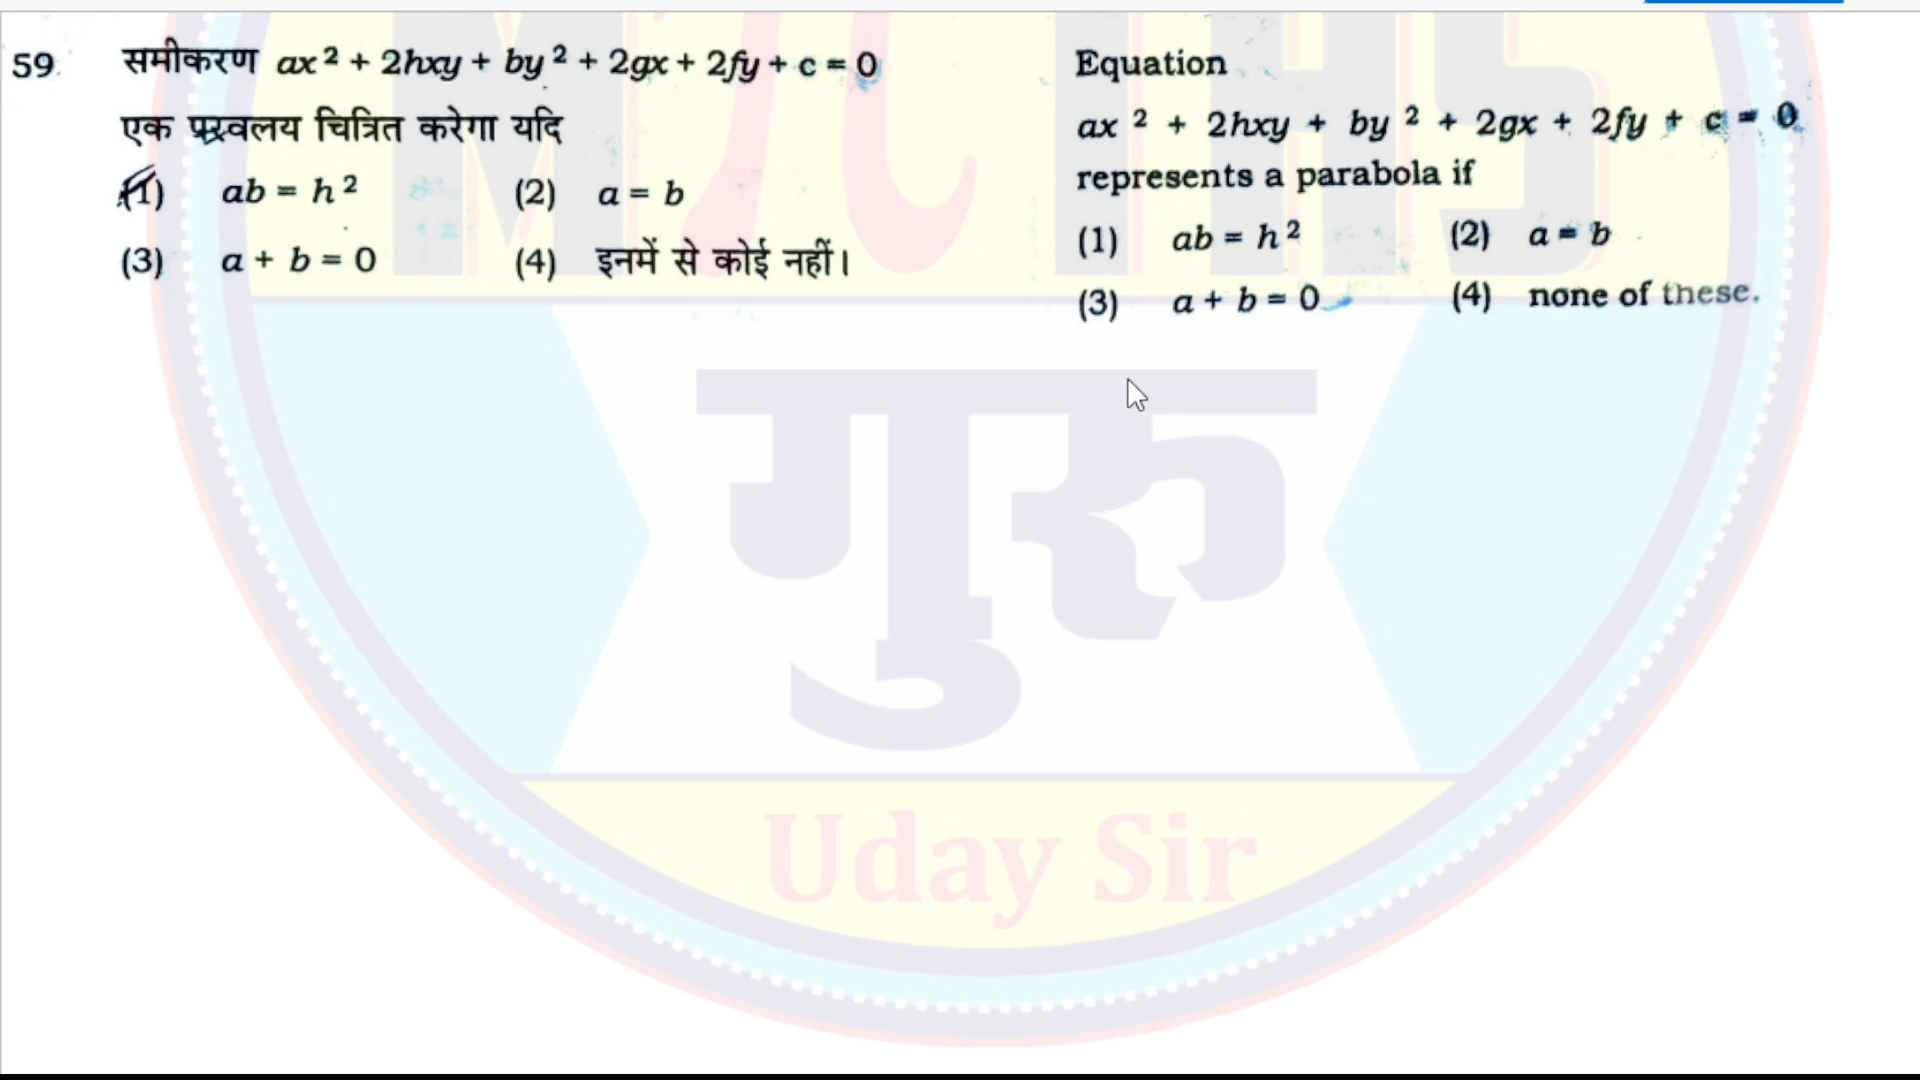 59.
समीकरण ax² + 2hxy + by² + 2gx + 2fy + c = 0
एक परवलय चित्रित करेगा यदि
(1) ab = h² (2) a = b
(3) a + b = 0 (4) इनमें से कोई नहीं।
Equation
ax² + 2hxy + by² + 2gx + 2fy + c = 0
represents a parabola if
(1) ab = h² (2) a = b
(3) a + b = 0 (4) none of these.
गुरु
Uday Sir